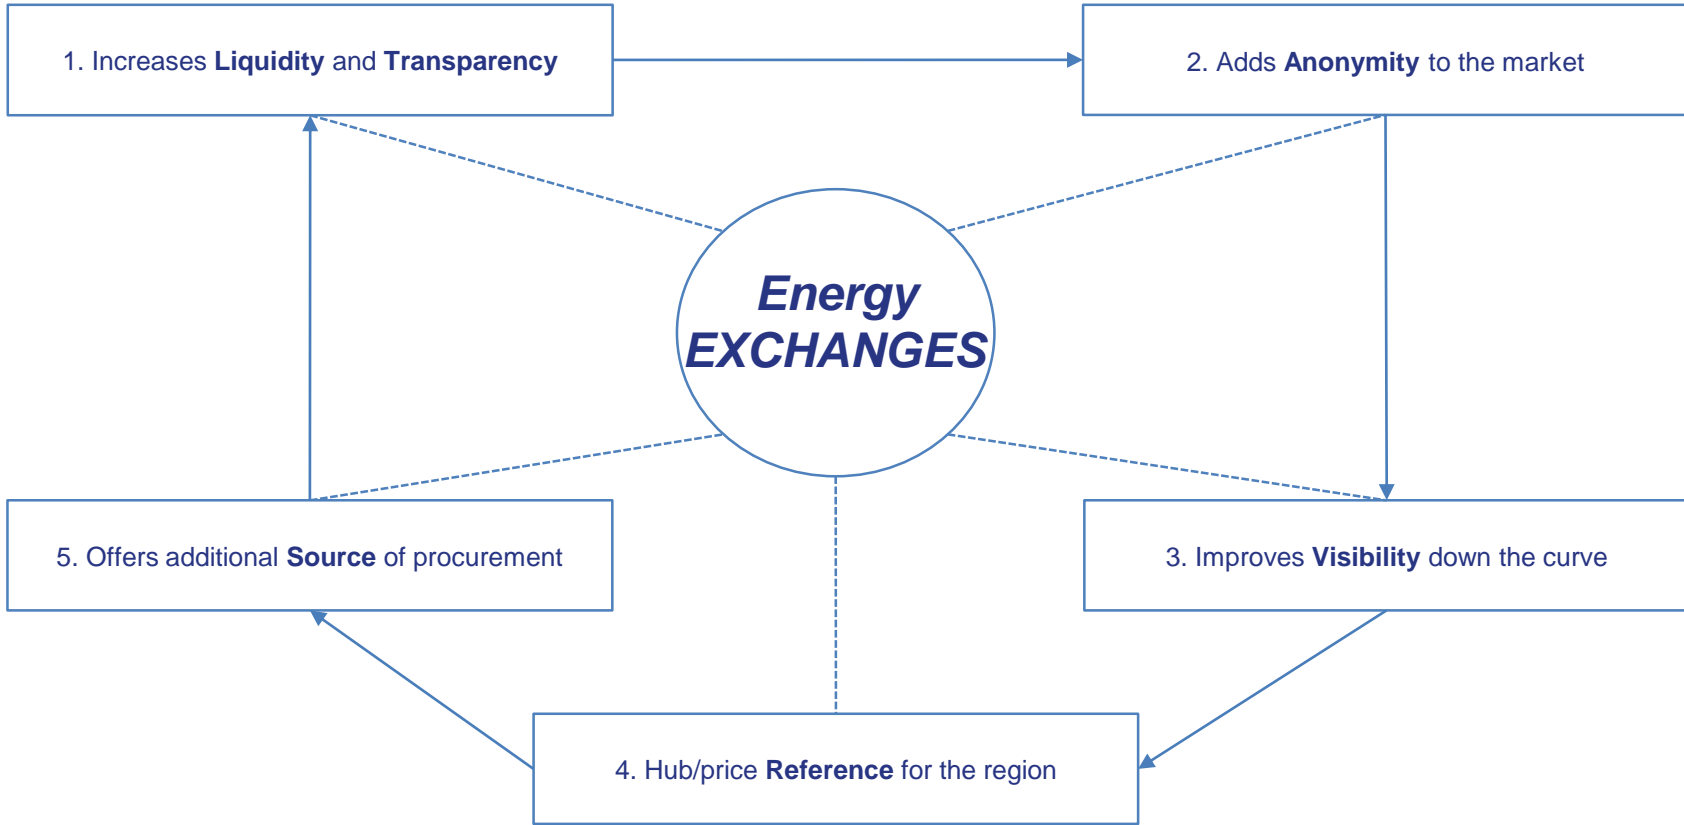 1. Increases Liquidity and Transparency
2. Adds Anonymity to the market
Energy
EXCHANGES
5. Offers additional Source of procurement
3. Improves Visibility down the curve
4. Hub/price Reference for the region